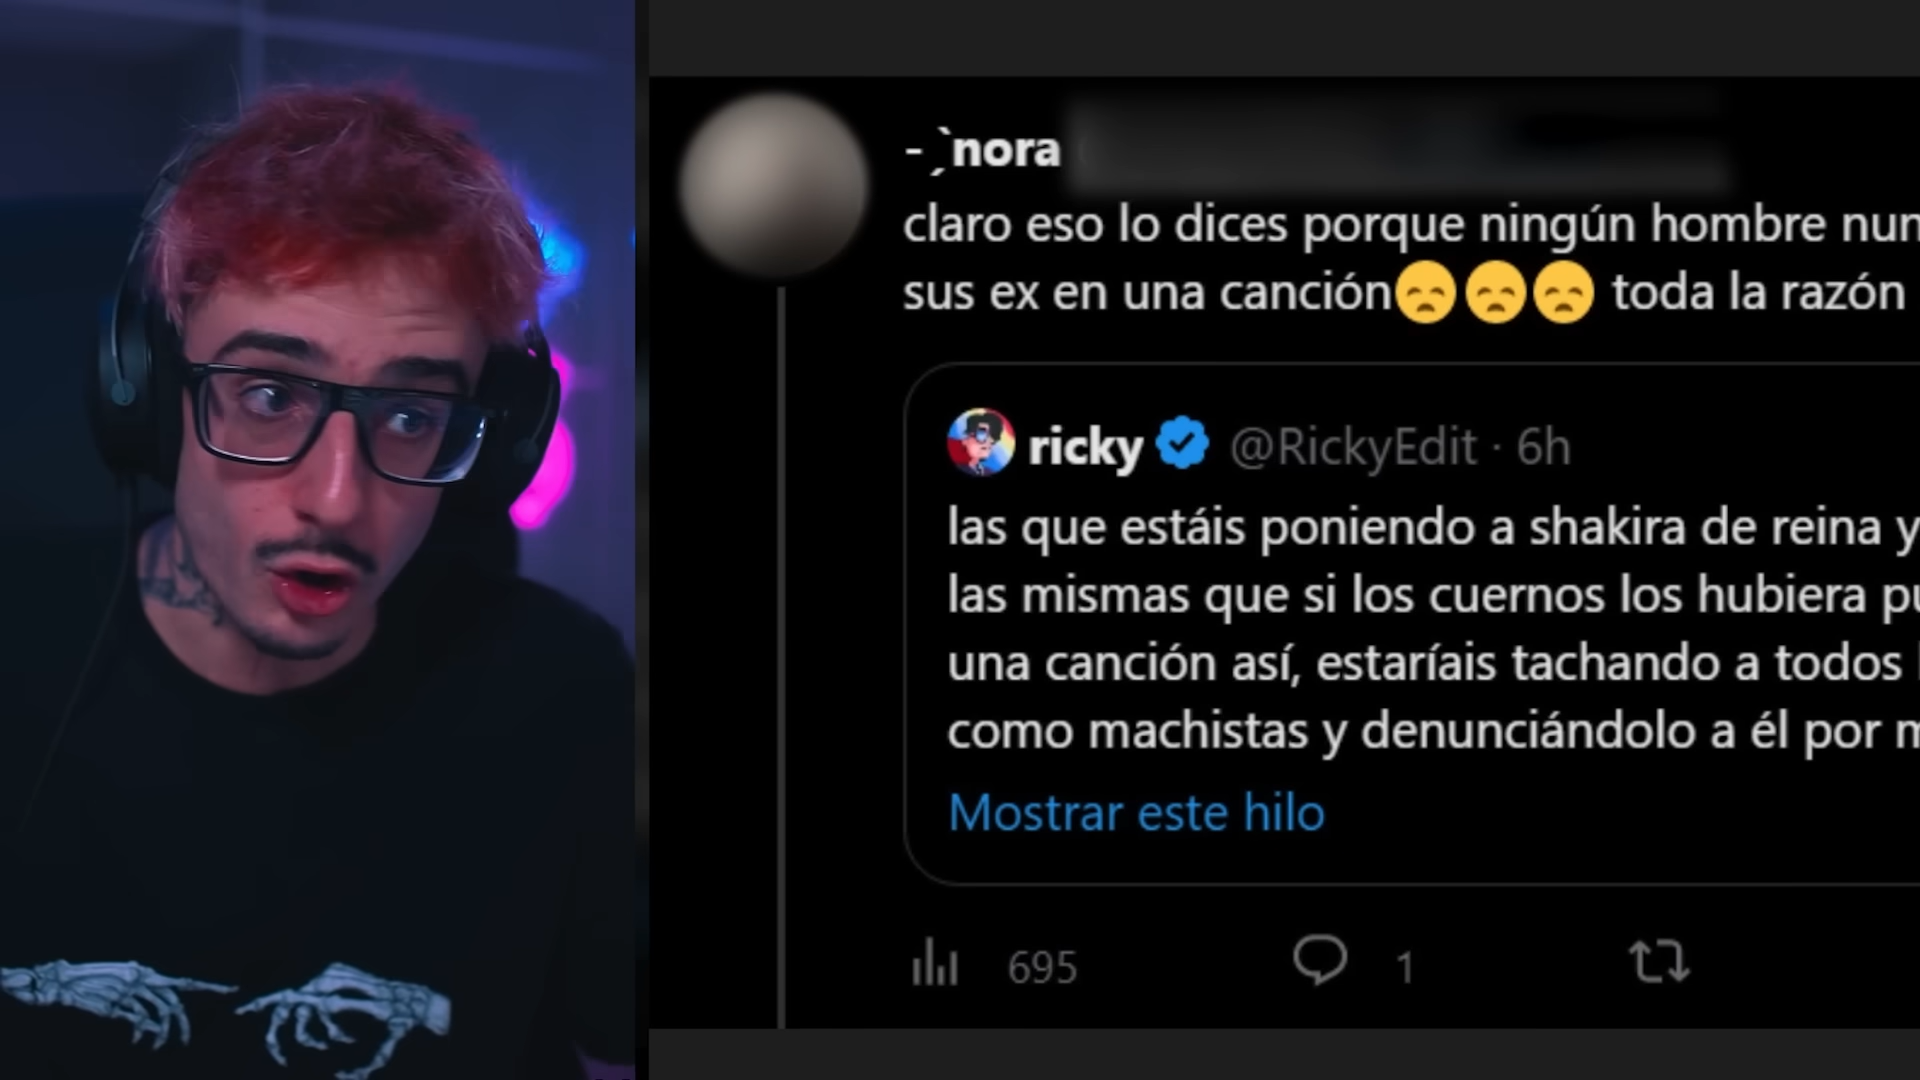 -ˏ`nora
claro eso lo dices porque ningún hombre nun
sus ex en una canción😞😞😞 toda la razón
ricky @RickyEdit · 6h
las que estáis poniendo a shakira de reina y
las mismas que si los cuernos los hubiera pu
una canción así, estaríais tachando a todos
como machistas y denunciándolo a él por m
Mostrar este hilo
695 1